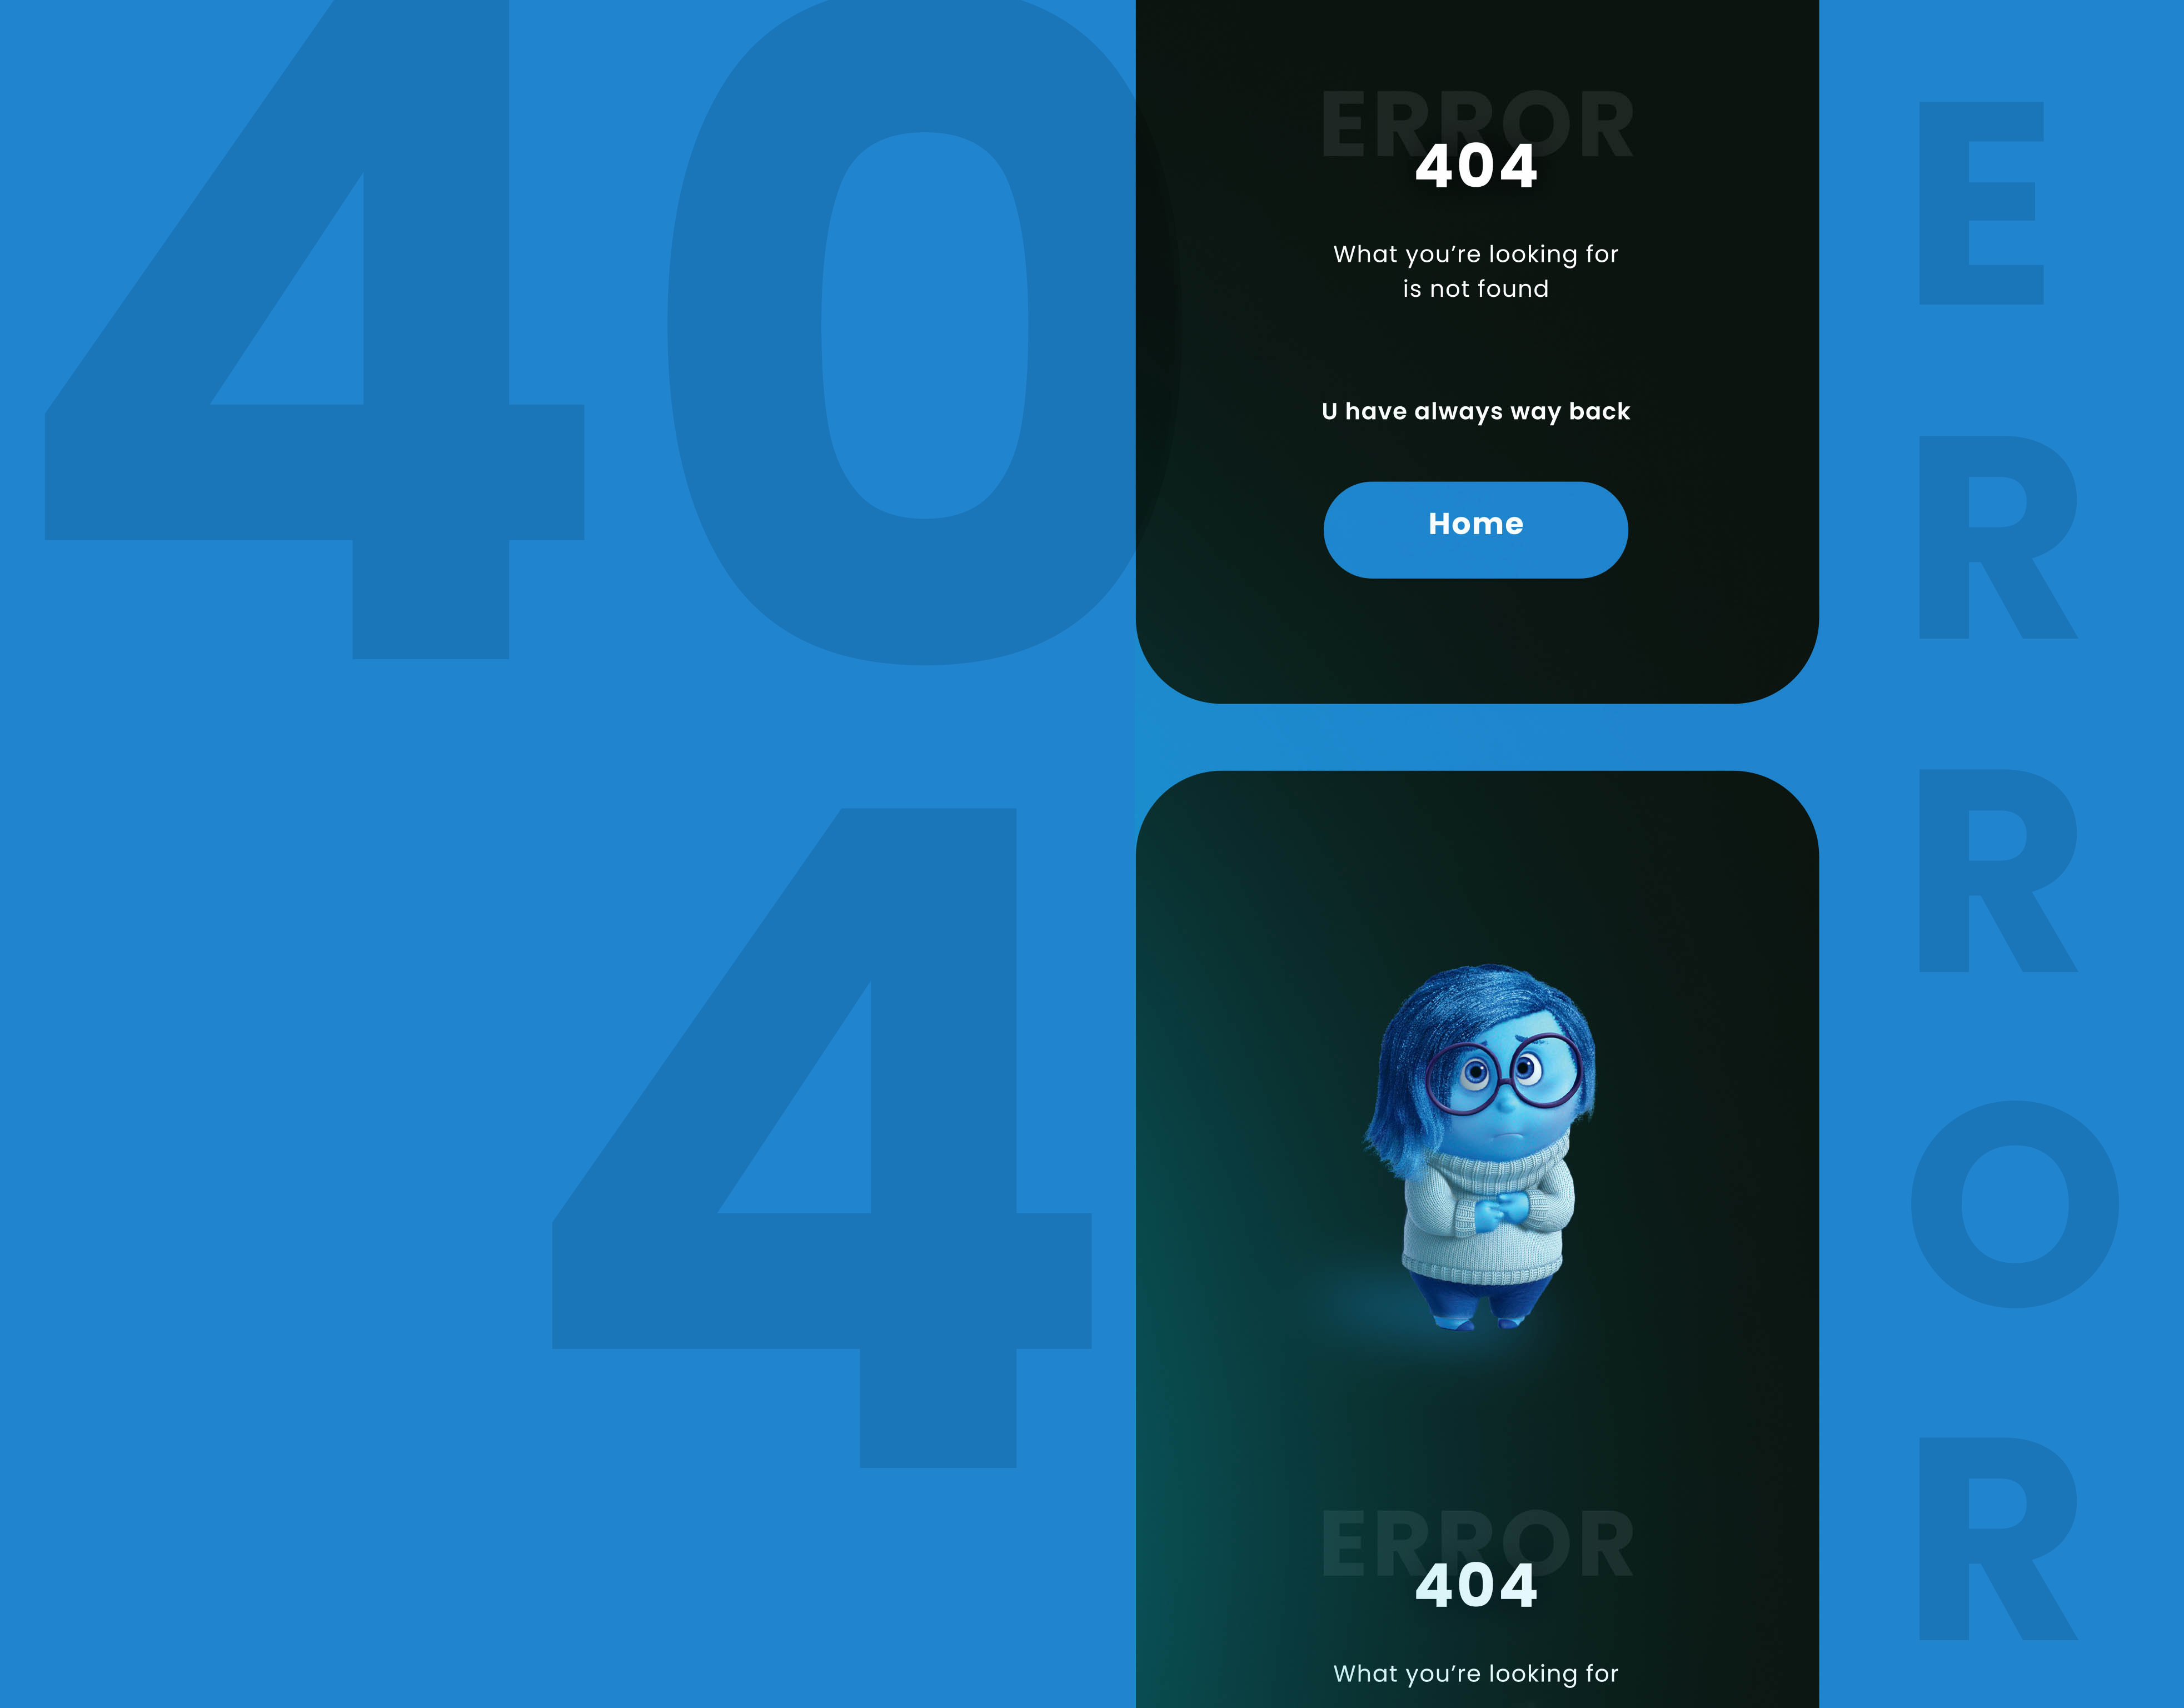 40
4
ERROR
404
What you’re looking for
is not found
U have always way back
Home
ERROR
404
What you’re looking for
E
R
R
O
R